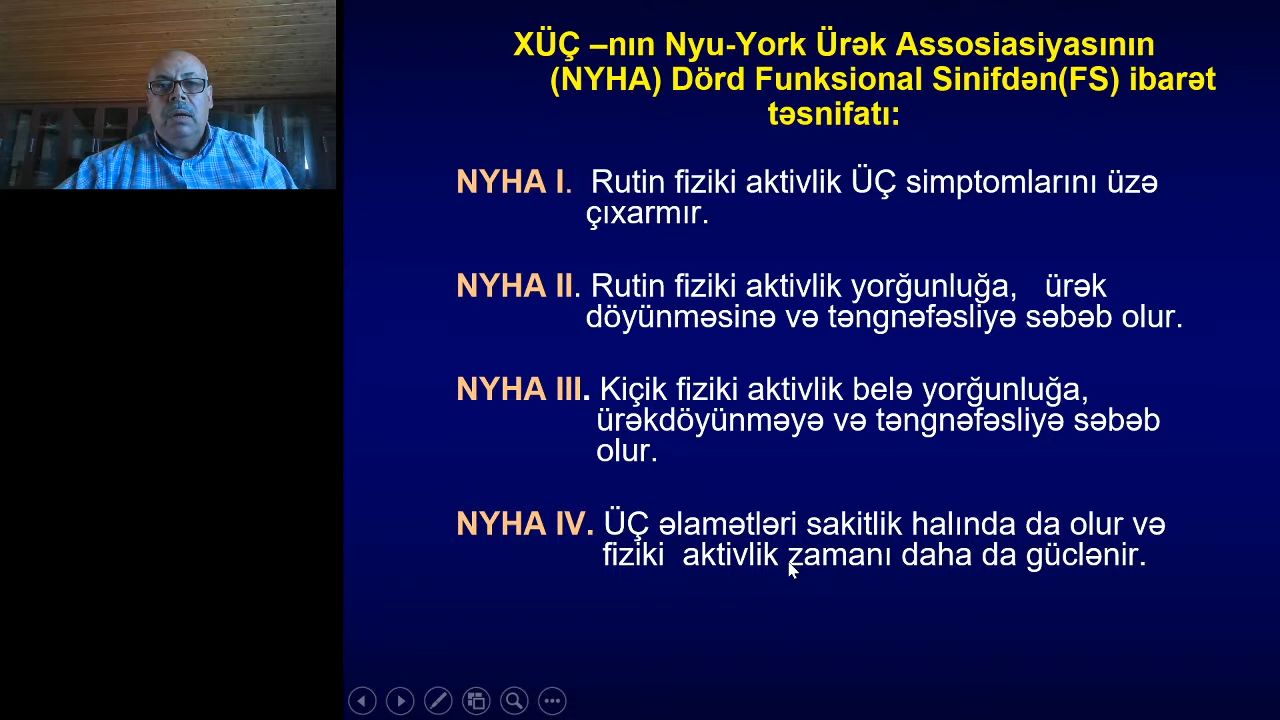 XÜÇ –nın Nyu-York Ürək Assosiasiyasının
(NYHA) Dörd Funksional Sinifdən(FS) ibarət
təsnifatı:
NYHA I. Rutin fiziki aktivlik ÜÇ simptomlarını üzə
çıxarmır.
NYHA II. Rutin fiziki aktivlik yorğunluğa, ürək
döyünməsinə və təngnəfəsliyə səbəb olur.
NYHA III. Kiçik fiziki aktivlik belə yorğunluğa,
ürəkdöyünməyə və təngnəfəsliyə səbəb
olur.
NYHA IV. ÜÇ əlamətləri sakitlik halında da olur və
fiziki aktivlik zamanı daha da güclənir.